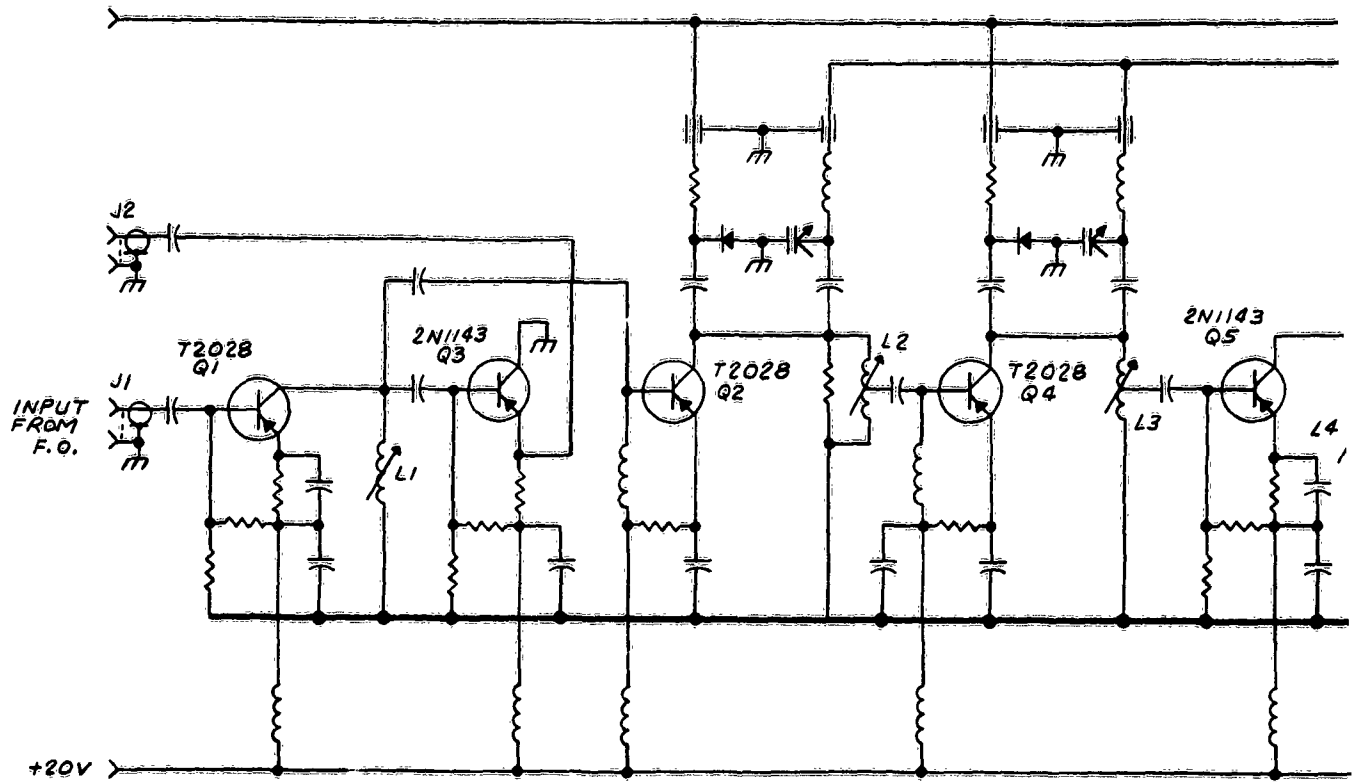 J2
T2028
Q1
2N1143
Q3
J1
INPUT
FROM
F.O.
L1
T2028
Q2
L2
T2028
Q4
L3
2N1143
Q5
L4
+20V